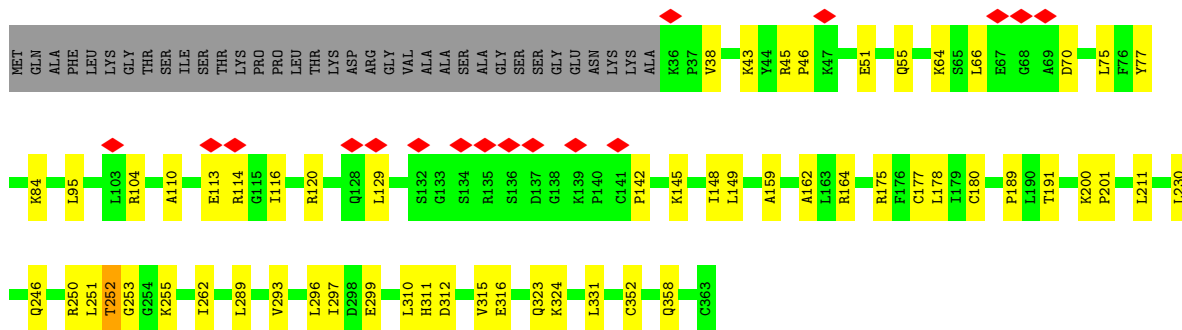 MET GLN ALA PHE LEU LYS GLY THR SER ILE SER THR LYS PRO PRO LEU THR LYS ASP ARG GLY VAL ALA ALA SER ALA GLY SER SER GLY GLU ASN LYS LYS ALA K36 P37 V38 K43 Y44 R45 P46 K47 E51 Q55 K64 S65 L66 E67 G68 A69 D70 L75 F76 Y77
K84 L95 L103 R104 A110 E113 R114 G115 I116 R120 Q128 L129 S132 G133 S134 R135 S136 D137 G138 K139 P140 C141 P142 K145 I148 L149 A159 A162 L163 R164 R175 F176 C177 L178 I179 C180 P189 L190 T191 K200 P201 L211 L230
Q246 R250 L251 T252 G253 G254 K255 I262 L289 V293 L296 I297 D298 E299 L310 H311 D312 V315 E316 Q323 K324 L331 C352 Q358 C363